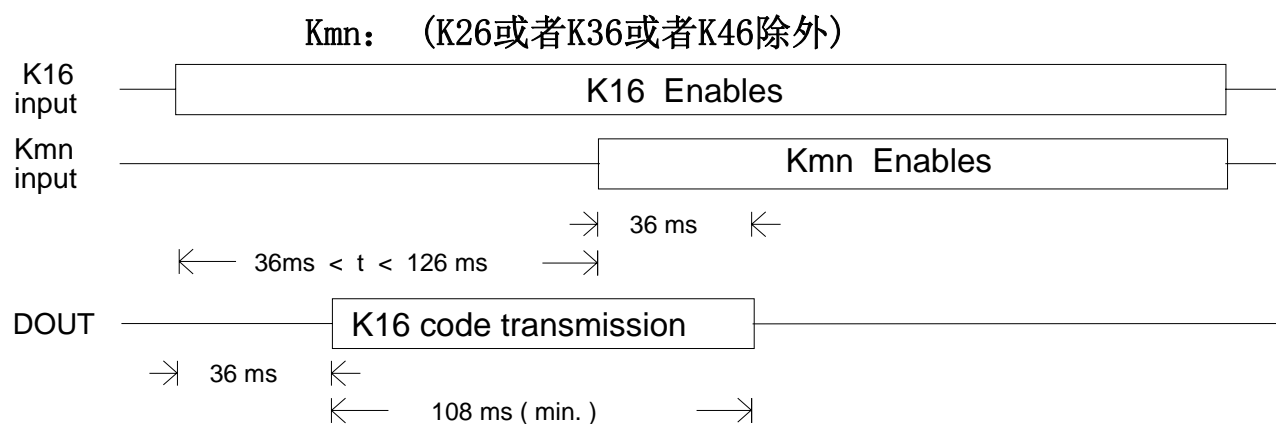 Kmn： (K26或者K36或者K46除外)
K16
input
K16 Enables
Kmn
input
Kmn Enables
36 ms
36ms < t < 126 ms
DOUT
K16 code transmission
36 ms
108 ms ( min. )